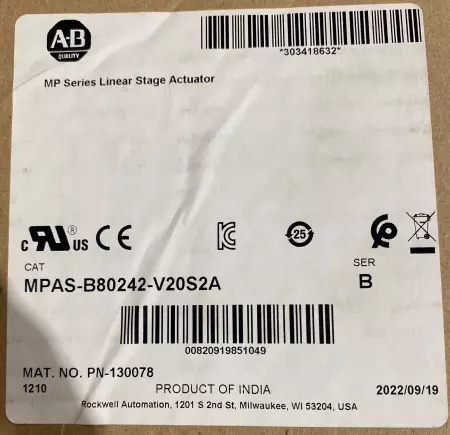 A-B
QUALITY
*303418632*
MP Series Linear Stage Actuator
c RU ® US CE
25
CAT
SER
MPAS-B80242-V20S2A
B
00820919851049
MAT. NO. PN-130078
1210
PRODUCT OF INDIA
2022/09/19
Rockwell Automation, 1201 S 2nd St, Milwaukee, WI 53204, USA